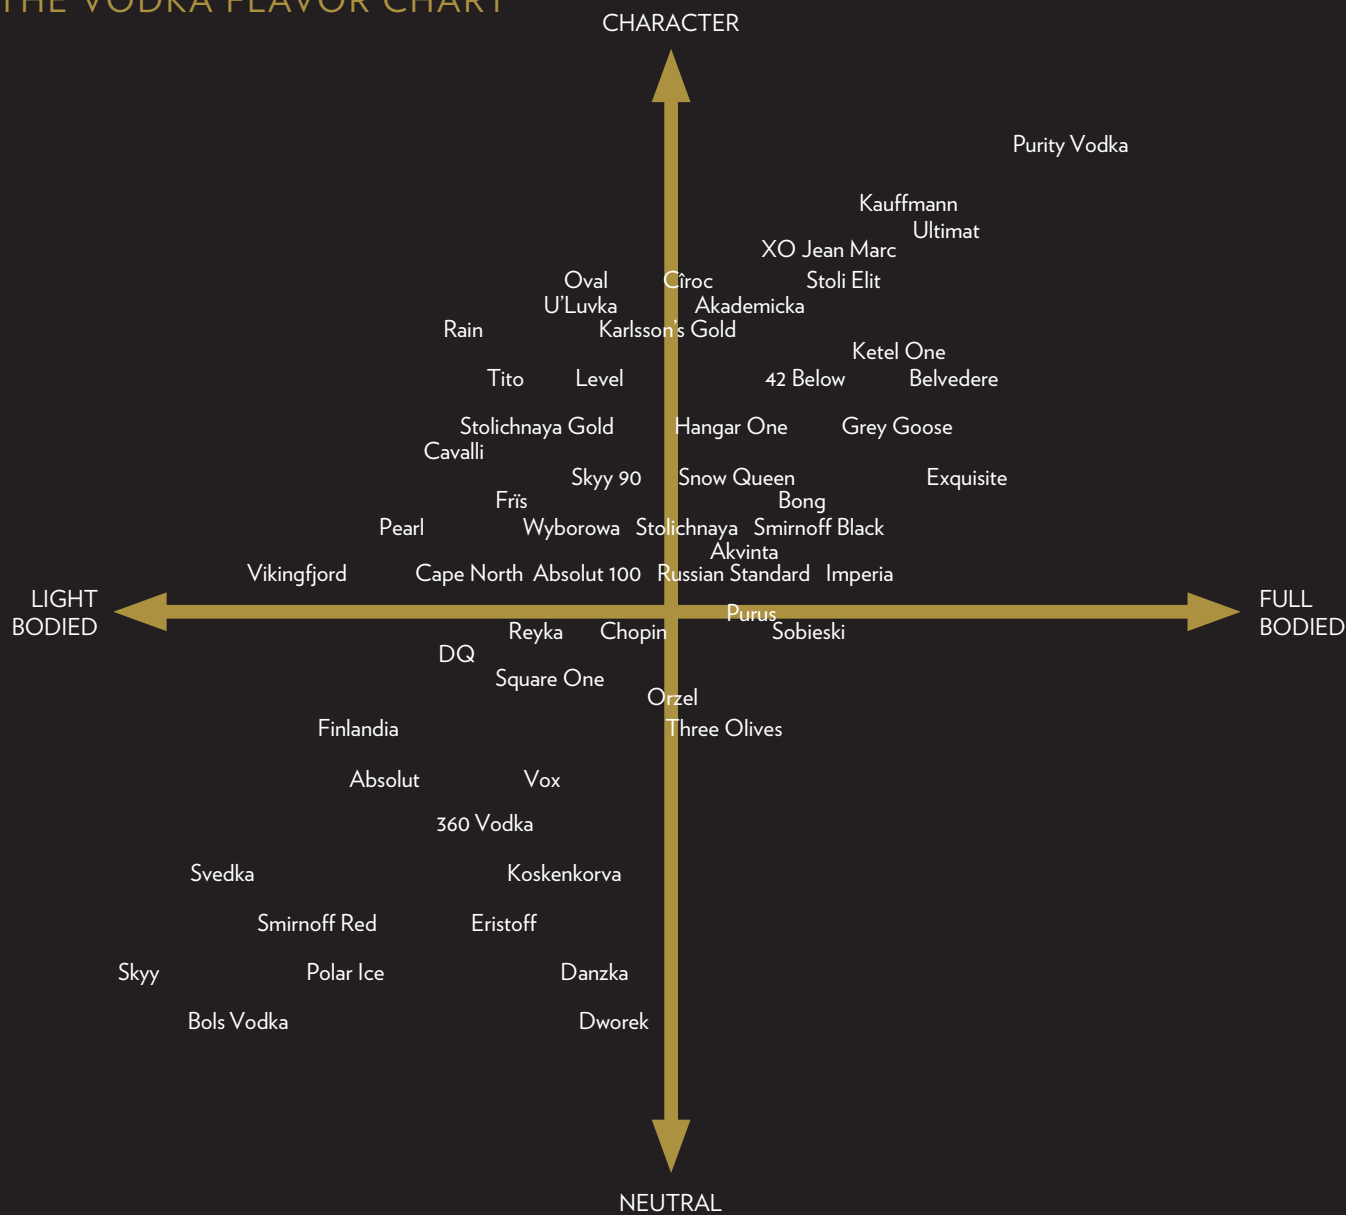 THE VODKA FLAVOR CHART
CHARACTER
Purity Vodka
Kauffmann
Ultimat
XO Jean Marc
Oval
Cîroc
Stoli Elit
U'Luvka
Akademicka
Rain
Karlsson's Gold
Ketel One
Tito
Level
42 Below
Belvedere
Stolichnaya Gold
Hangar One
Grey Goose
Cavalli
Skyy 90
Snow Queen
Exquisite
Frïs
Bong
Pearl
Wyborowa
Stolichnaya
Smirnoff Black
Akvinta
Vikingfjord
Cape North
Absolut 100
Russian Standard
Imperia
LIGHT
BODIED
FULL
BODIED
Purus
Reyka
Chopin
Sobieski
DQ
Square One
Orzel
Finlandia
Three Olives
Absolut
Vox
360 Vodka
Svedka
Koskenkorva
Smirnoff Red
Eristoff
Skyy
Polar Ice
Danzka
Bols Vodka
Dworek
NEUTRAL